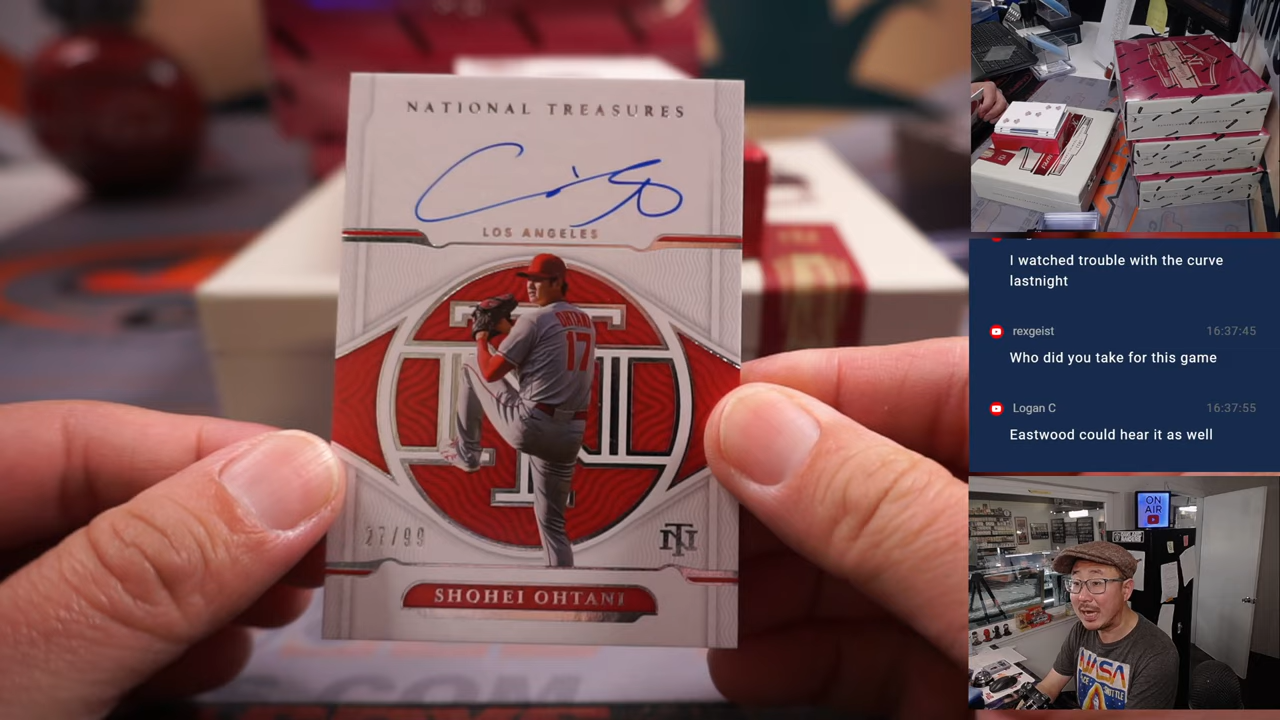 NATIONAL TREASURES
LOS ANGELES
OHTANI
17
27/99
SHOHEI OHTANI
I watched trouble with the curve
lastnight
rexgeist
16:37:45
Who did you take for this game
Logan C
16:37:55
Eastwood could hear it as well
ON
AIR
NASA